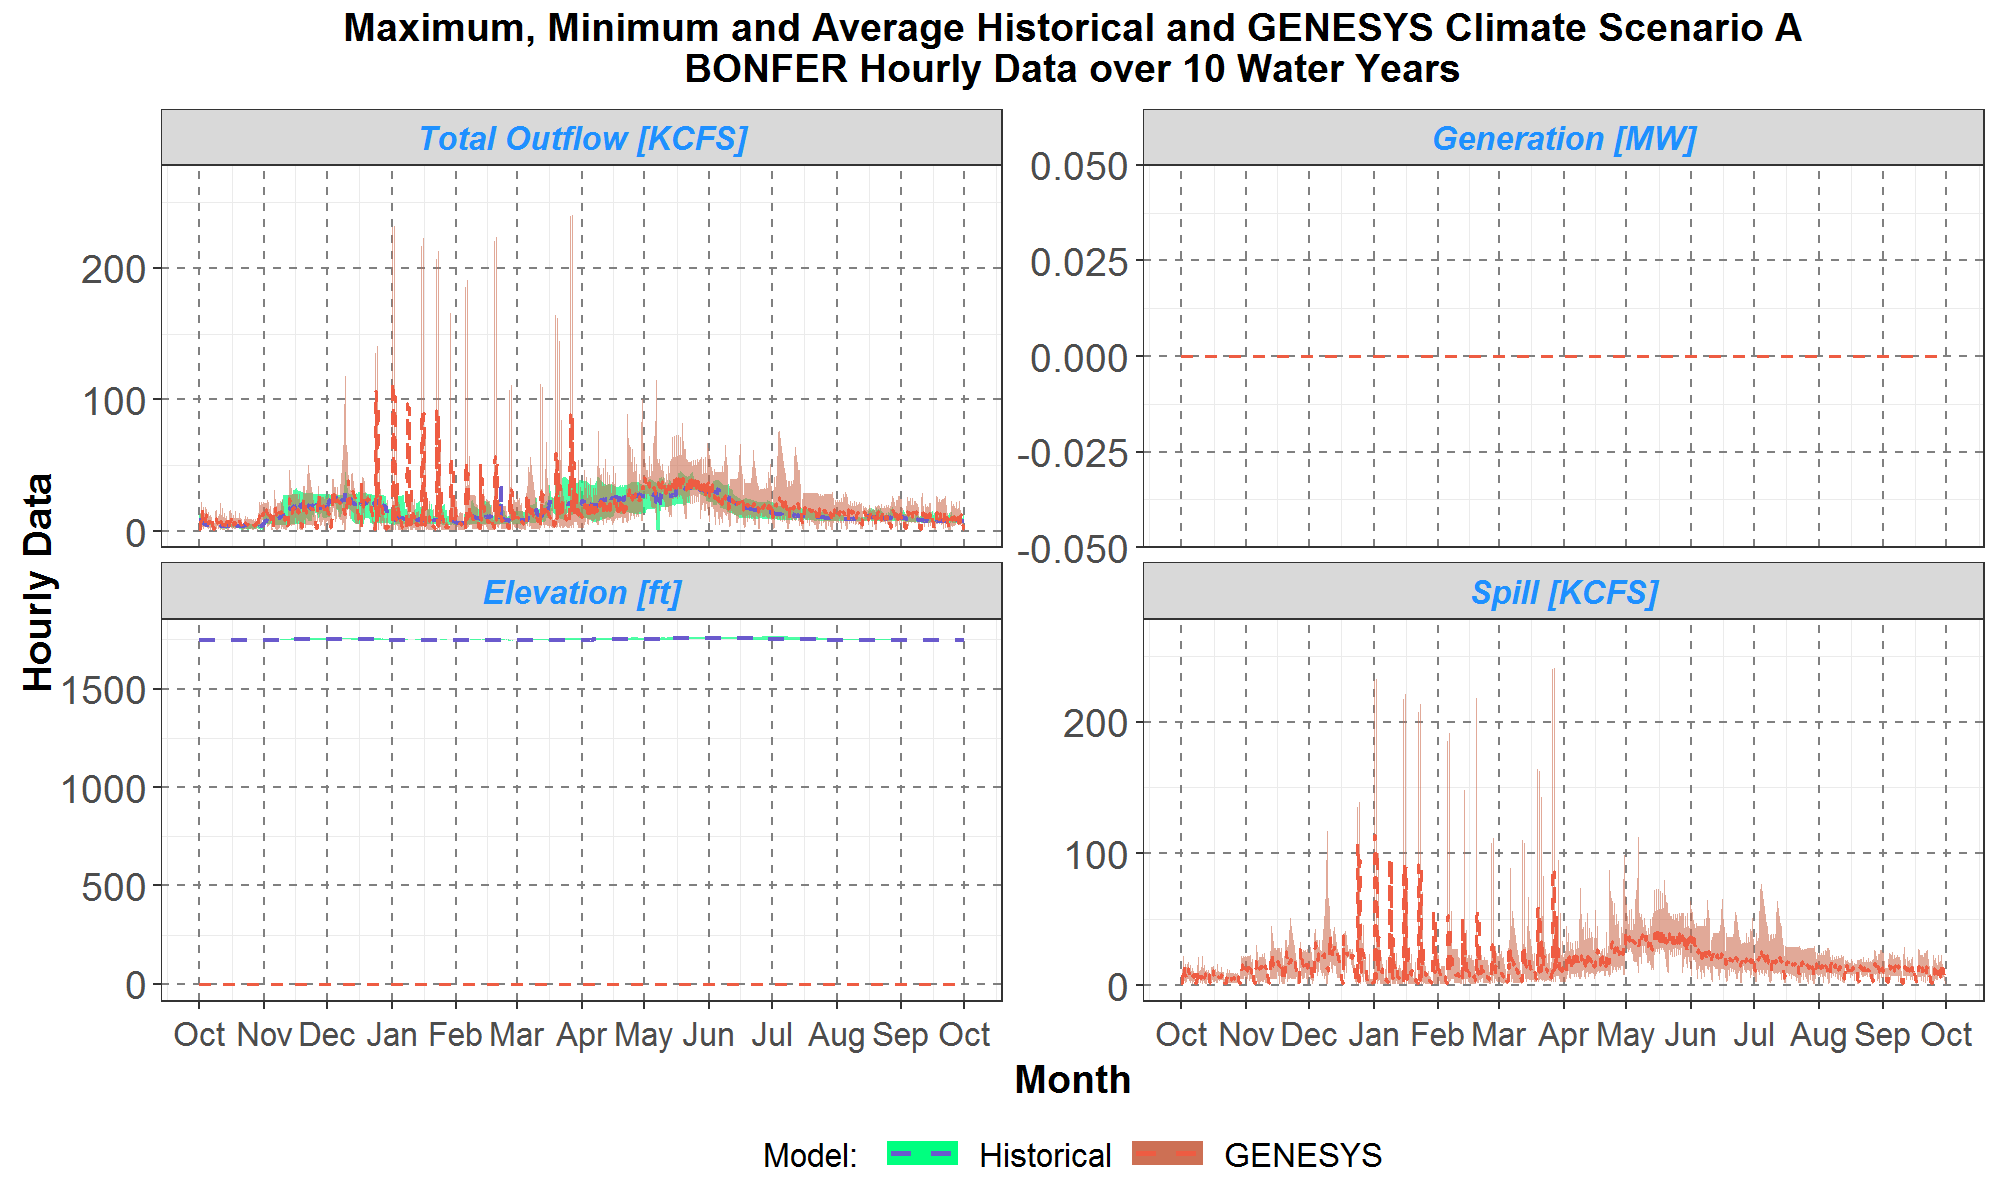 Maximum, Minimum and Average Historical and GENESYS Climate Scenario A
BONFER Hourly Data over 10 Water Years
Total Outflow [KCFS]
200
100
0
Generation [MW]
0.050
0.025
0.000
-0.025
-0.050
Hourly Data
Elevation [ft]
1500
1000
500
0
Oct Nov Dec Jan Feb Mar Apr May Jun Jul Aug Sep Oct
Spill [KCFS]
200
100
0
Oct Nov Dec Jan Feb Mar Apr May Jun Jul Aug Sep Oct
Month
Model: Historical GENESYS